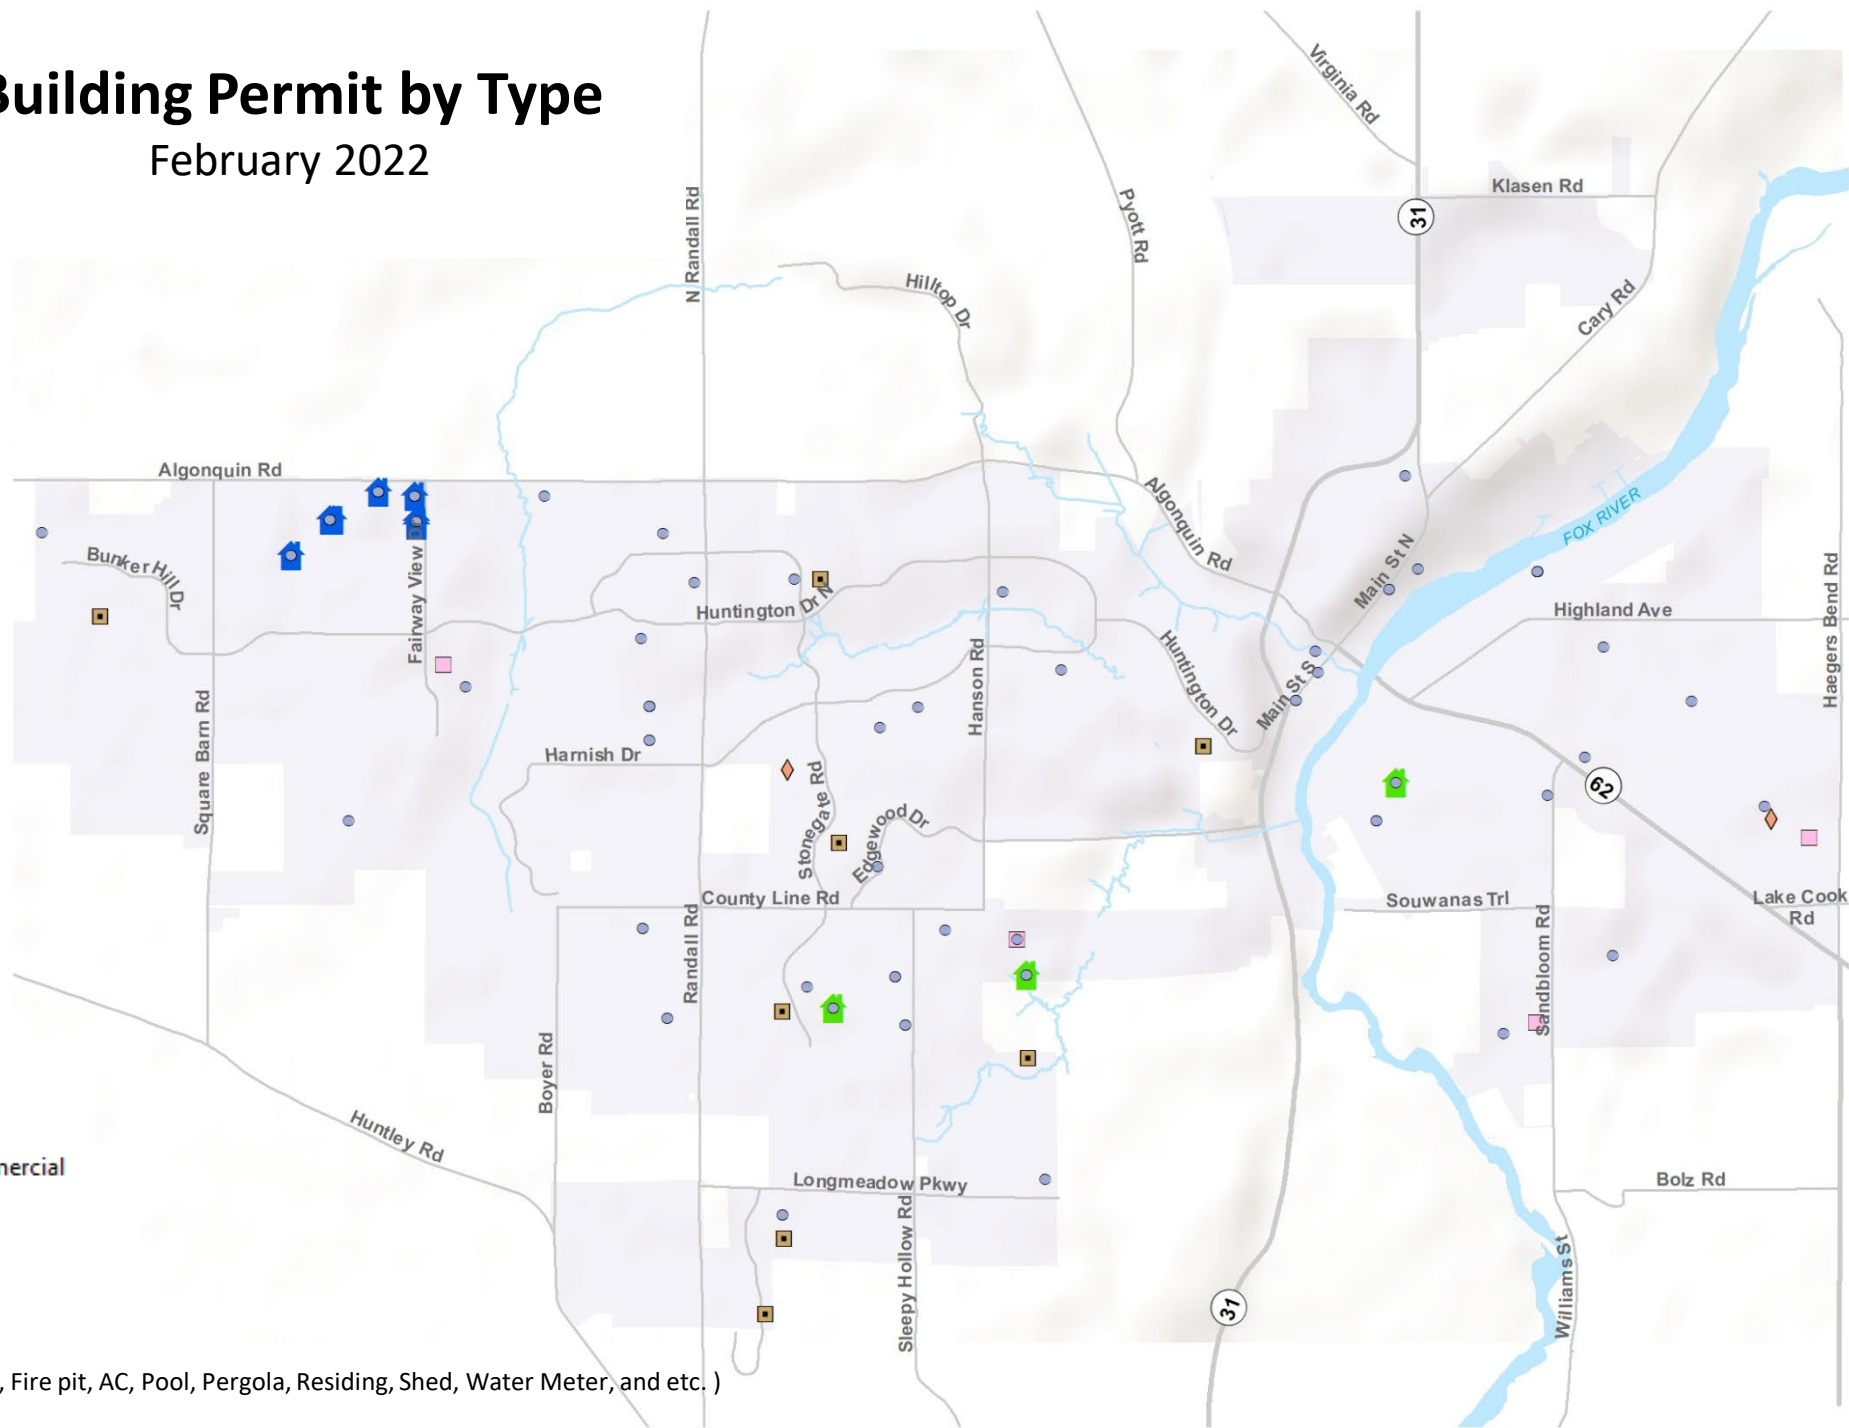 Building Permit by Type
February 2022
Virginia Rd
Klasen Rd
31
Pyott Rd
N Randall Rd
Hilltop Dr
Cary Rd
Algonquin Rd
Algonquin Rd
FOX RIVER
Bunker Hill Dr
Fairway View Dr
Main St N
Huntington Dr N
Highland Ave
Haegers Bend Rd
Huntington Dr
Hanson Rd
Main St S
Square Barn Rd
Harnish Dr
Stonegate Rd
Edgewood Dr
62
County Line Rd
Souwanas Trl
Lake Cook
Rd
Randall Rd
Sandbloom Rd
Boyer Rd
Huntley Rd
mercial
Longmeadow Pkwy
Bolz Rd
Sleepy Hollow Rd
Williams St
31
, Fire pit, AC, Pool, Pergola, Residing, Shed, Water Meter, and etc. )